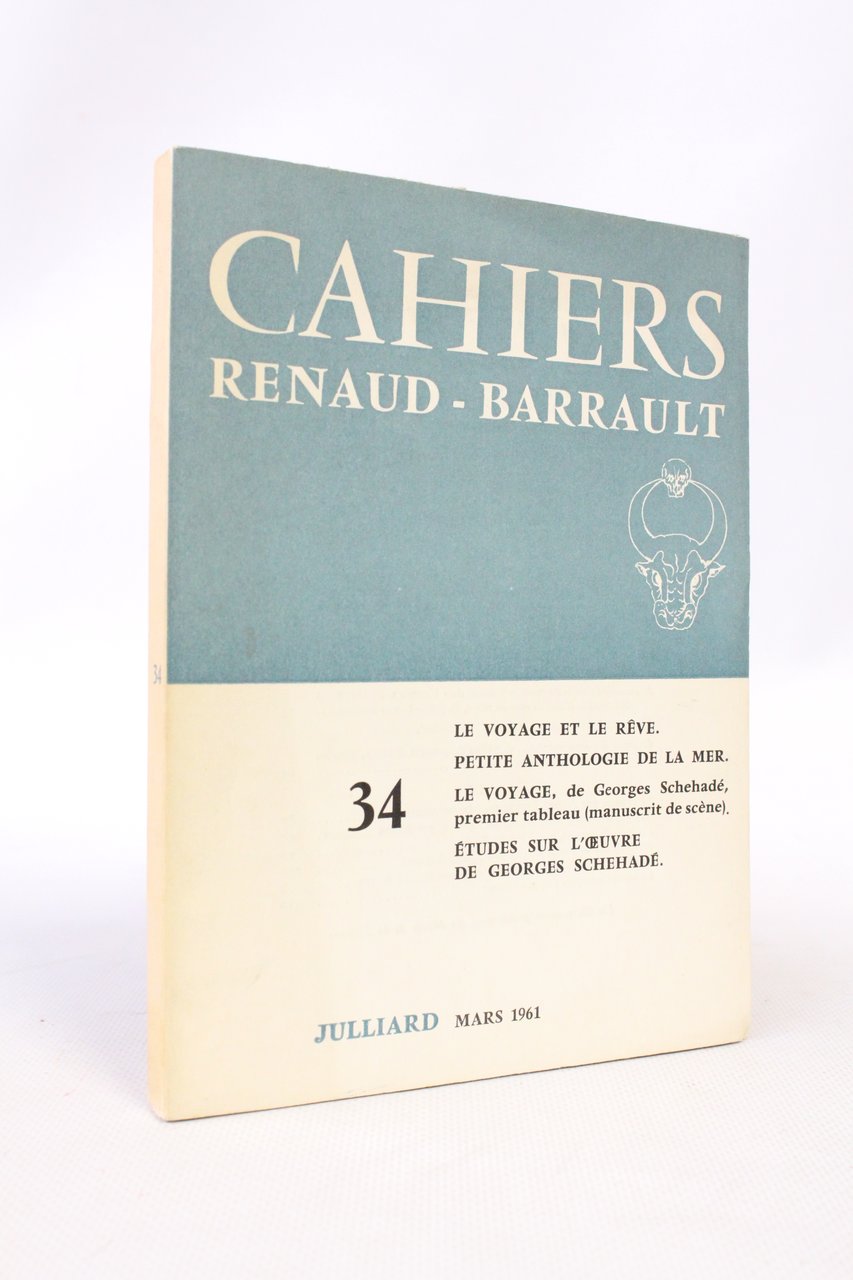 CAHIERS
RENAUD - BARRAULT
34
LE VOYAGE ET LE RÊVE.
PETITE ANTHOLOGIE DE LA MER.
LE VOYAGE, de Georges Schehadé,
premier tableau (manuscrit de scène).
ÉTUDES SUR L'ŒUVRE
DE GEORGES SCHEHADÉ.
34
JULLIARD MARS 1961